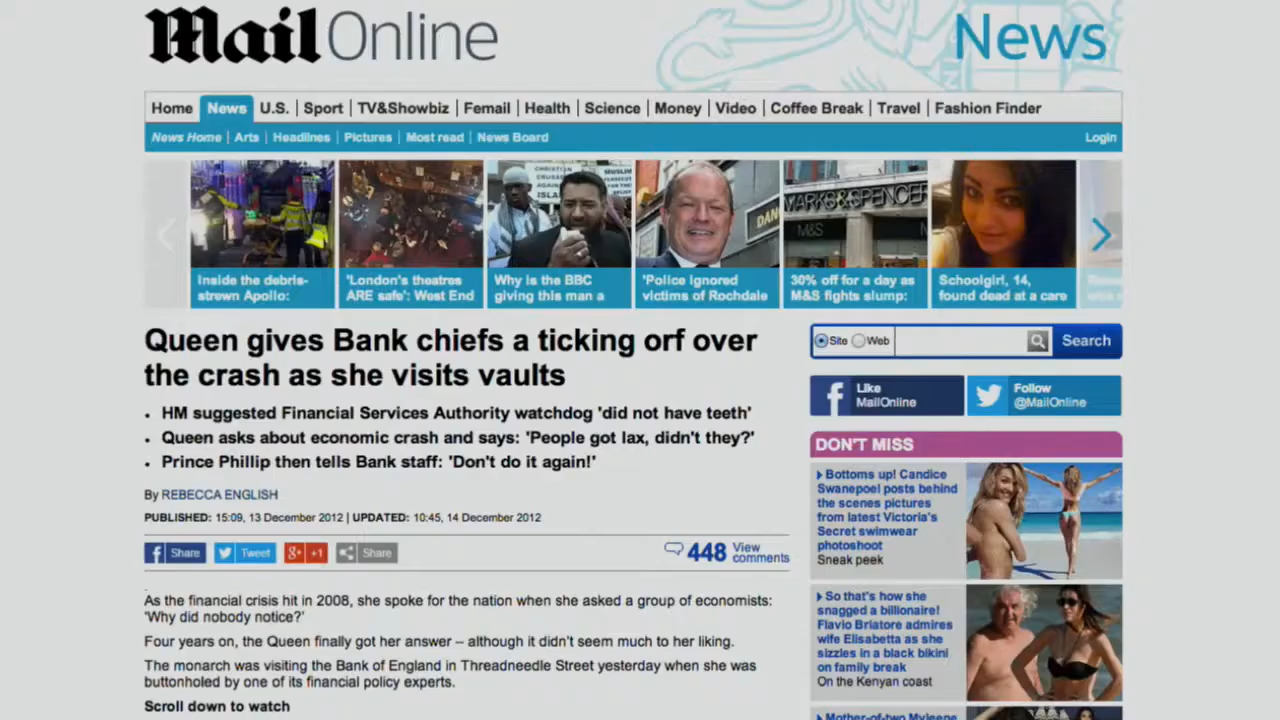 Mail Online
News
Home | News | U.S. | Sport | TV&Showbiz | Femail | Health | Science | Money | Video | Coffee Break | Travel | Fashion Finder
News Home | Arts | Headlines | Pictures | Most read | News Board
Login
CHRISTIAN
CRUSADE
AGAINST
ISLAM
MUSLIM
MARKS&SPENCER
M&S
Inside the debris-
strewn Apollo:
'London's theatres
ARE safe': West End
Why is the BBC
giving this man a
'Police Ignored
victims of Rochdale
30% off for a day as
M&S fights slump:
Schoolgirl, 14,
found dead at a care
Queen gives Bank chiefs a ticking orf over
the crash as she visits vaults
• HM suggested Financial Services Authority watchdog 'did not have teeth'
• Queen asks about economic crash and says: 'People got lax, didn't they?'
• Prince Phillip then tells Bank staff: 'Don't do it again!'
By REBECCA ENGLISH
PUBLISHED: 15:09, 13 December 2012 | UPDATED: 10:45, 14 December 2012
Share
Tweet
+1
Share
448 View
comments
As the financial crisis hit in 2008, she spoke for the nation when she asked a group of economists:
'Why did nobody notice?'
Four years on, the Queen finally got her answer – although it didn't seem much to her liking.
The monarch was visiting the Bank of England in Threadneedle Street yesterday when she was
buttonholed by one of its financial policy experts.
Scroll down to watch
Site Web
Search
Like
MailOnline
Follow
@MailOnline
DON'T MISS
Bottoms up! Candice
Swanepoel posts behind
the scenes pictures
from latest Victoria's
Secret swimwear
photoshoot
Sneak peek
So that's how she
snagged a billionaire!
Flavio Briatore admires
wife Elisabetta as she
sizzles in a black bikini
on family break
On the Kenyan coast
Mother-of-two Myleene